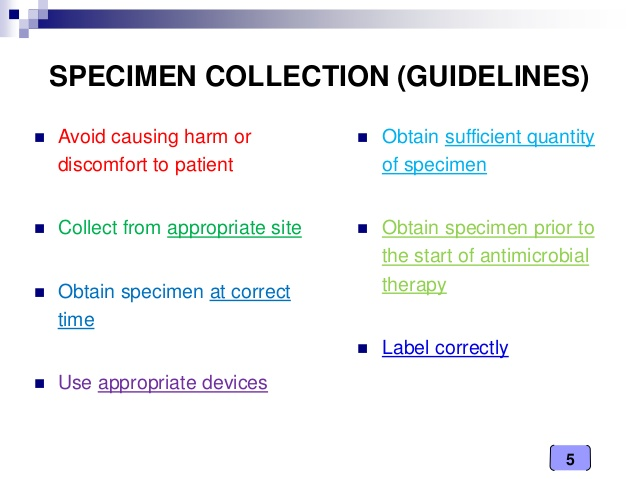 SPECIMEN COLLECTION (GUIDELINES)
Avoid causing harm or
discomfort to patient
Collect from appropriate site
Obtain specimen at correct
time
Use appropriate devices
Obtain sufficient quantity
of specimen
Obtain specimen prior to
the start of antimicrobial
therapy
Label correctly
5